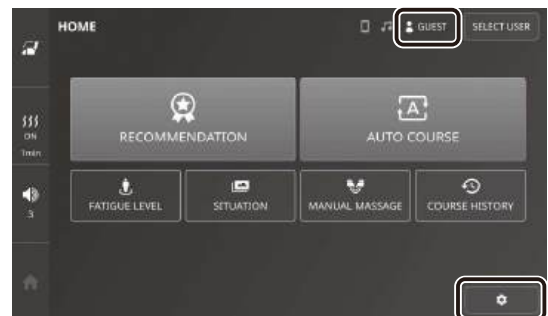 HOME
GUEST
SELECT USER
ON
1min
3
RECOMMENDATION
A
AUTO COURSE
FATIGUE LEVEL
SITUATION
MANUAL MASSAGE
COURSE HISTORY